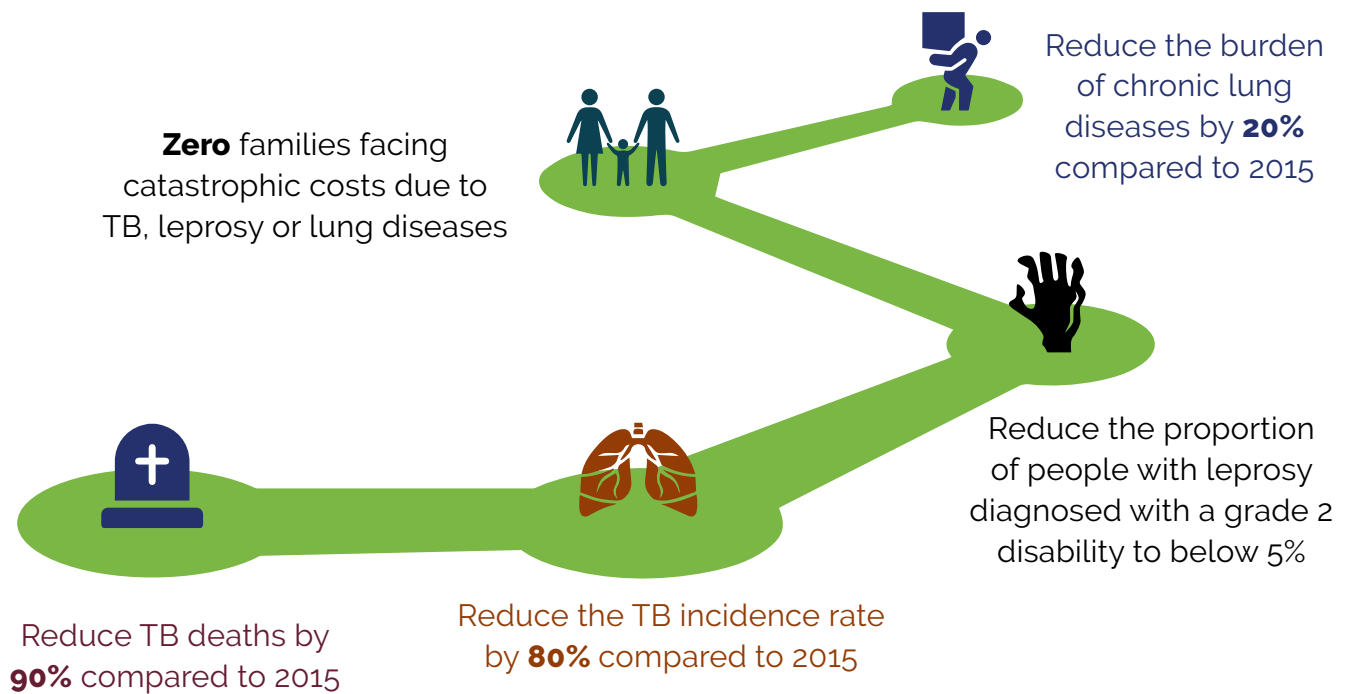 Reduce the burden
of chronic lung
diseases by 20%
compared to 2015
Zero families facing
catastrophic costs due to
TB, leprosy or lung diseases
Reduce the proportion
of people with leprosy
diagnosed with a grade 2
disability to below 5%
Reduce the TB incidence rate
by 80% compared to 2015
Reduce TB deaths by
90% compared to 2015